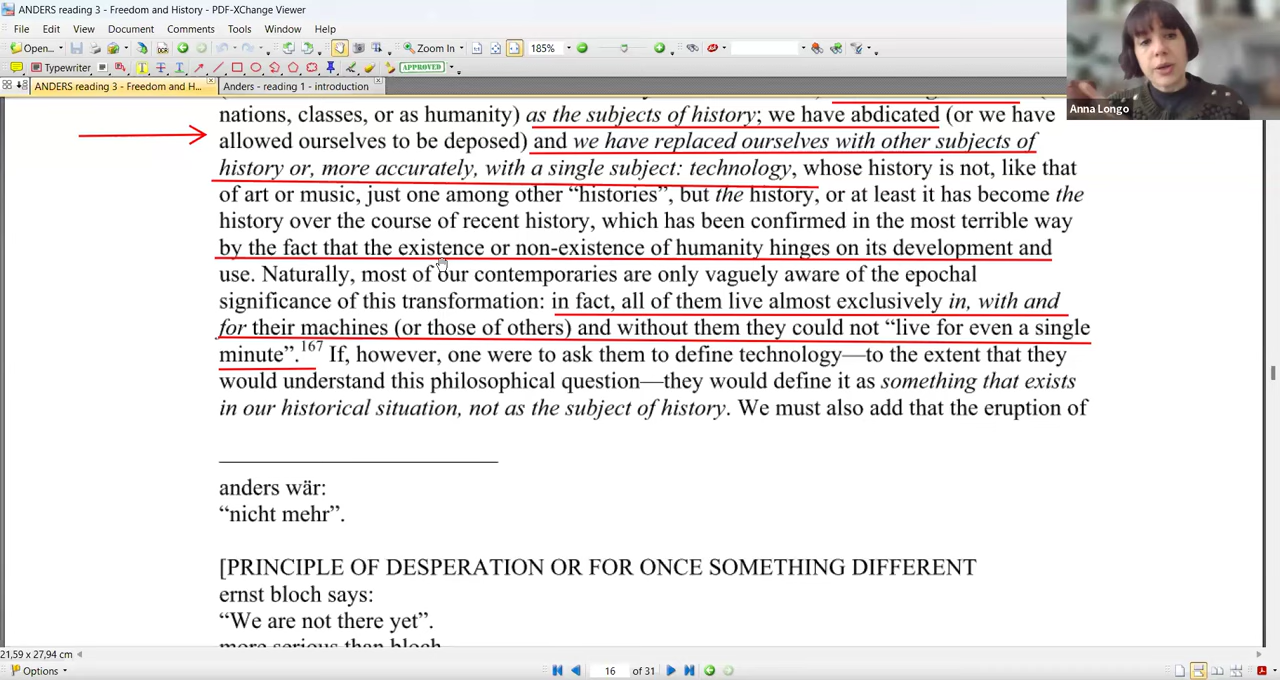 ANDERS reading 3 - Freedom and History - PDF-XChange Viewer
File Edit View Document Comments Tools Window Help
Open... Zoom In 185%
Typewriter APPROVED
ANDERS reading 3 - Freedom and H... Anders - reading 1 - introduction
Anna Longo
nations, classes, or as humanity) as the subjects of history; we have abdicated (or we have
allowed ourselves to be deposed) and we have replaced ourselves with other subjects of
history or, more accurately, with a single subject: technology, whose history is not, like that
of art or music, just one among other “histories”, but the history, or at least it has become the
history over the course of recent history, which has been confirmed in the most terrible way
by the fact that the existence or non-existence of humanity hinges on its development and
use. Naturally, most of our contemporaries are only vaguely aware of the epochal
significance of this transformation: in fact, all of them live almost exclusively in, with and
for their machines (or those of others) and without them they could not “live for even a single
minute”.167 If, however, one were to ask them to define technology—to the extent that they
would understand this philosophical question—they would define it as something that exists
in our historical situation, not as the subject of history. We must also add that the eruption of
anders wär:
“nicht mehr”.
[PRINCIPLE OF DESPERATION OR FOR ONCE SOMETHING DIFFERENT
ernst bloch says:
“We are not there yet”.
more serious than bloch
21,59 x 27,94 cm
Options 16 of 31